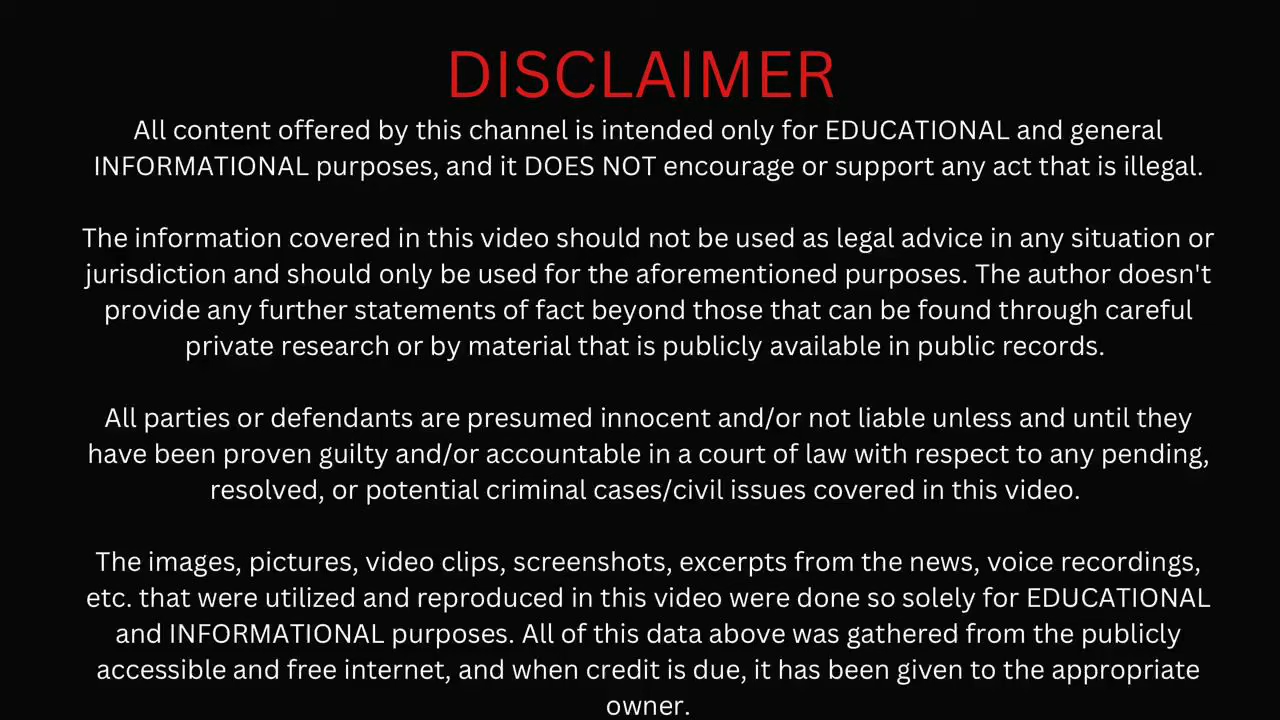 DISCLAIMER
All content offered by this channel is intended only for EDUCATIONAL and general
INFORMATIONAL purposes, and it DOES NOT encourage or support any act that is illegal.
The information covered in this video should not be used as legal advice in any situation or
jurisdiction and should only be used for the aforementioned purposes. The author doesn't
provide any further statements of fact beyond those that can be found through careful
private research or by material that is publicly available in public records.
All parties or defendants are presumed innocent and/or not liable unless and until they
have been proven guilty and/or accountable in a court of law with respect to any pending,
resolved, or potential criminal cases/civil issues covered in this video.
The images, pictures, video clips, screenshots, excerpts from the news, voice recordings,
etc. that were utilized and reproduced in this video were done so solely for EDUCATIONAL
and INFORMATIONAL purposes. All of this data above was gathered from the publicly
accessible and free internet, and when credit is due, it has been given to the appropriate
owner.